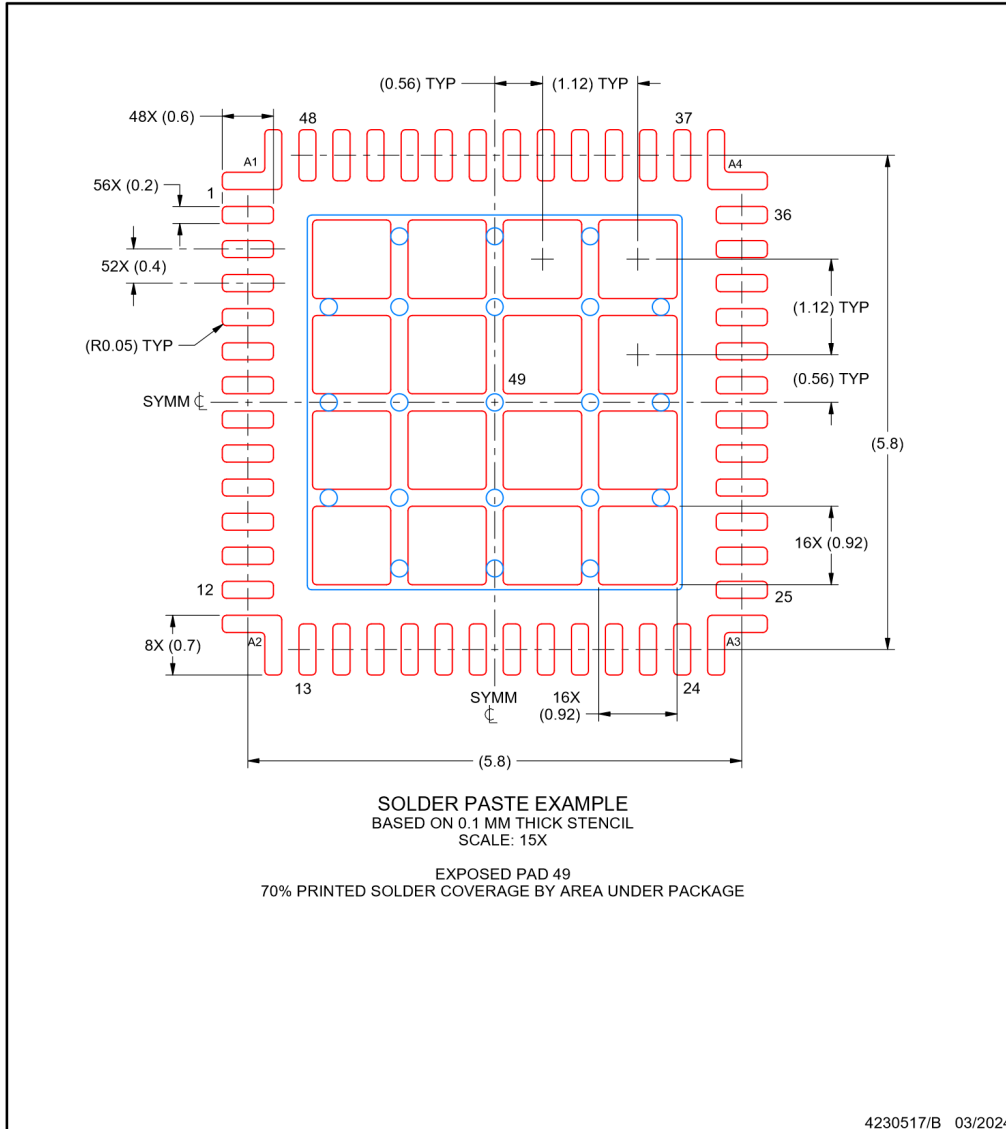 (0.56) TYP
(1.12) TYP
48X (0.6)
48
37
A1
A4
56X (0.2)
1
36
52X (0.4)
(1.12) TYP
(R0.05) TYP
49
(0.56) TYP
SYMM ℄
(5.8)
16X (0.92)
12
25
A2
A3
8X (0.7)
13
24
SYMM
℄
16X
(0.92)
(5.8)
SOLDER PASTE EXAMPLE
BASED ON 0.1 MM THICK STENCIL
SCALE: 15X
EXPOSED PAD 49
70% PRINTED SOLDER COVERAGE BY AREA UNDER PACKAGE
4230517/B 03/2024